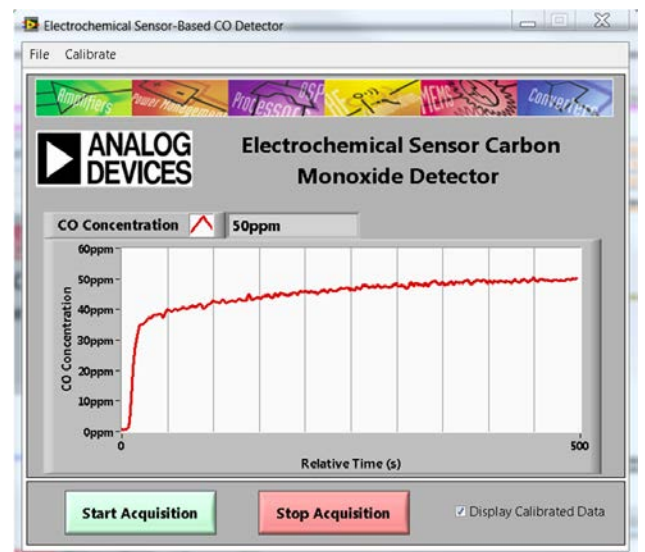 Electrochemical Sensor-Based CO Detector
File Calibrate
Amplifiers Power Management Processors DSP RF MEMS Converters
ANALOG
DEVICES
Electrochemical Sensor Carbon
Monoxide Detector
CO Concentration 50ppm
60ppm
50ppm
40ppm
30ppm
20ppm
10ppm
0ppm
CO Concentration
0 500
Relative Time (s)
Start Acquisition Stop Acquisition Display Calibrated Data